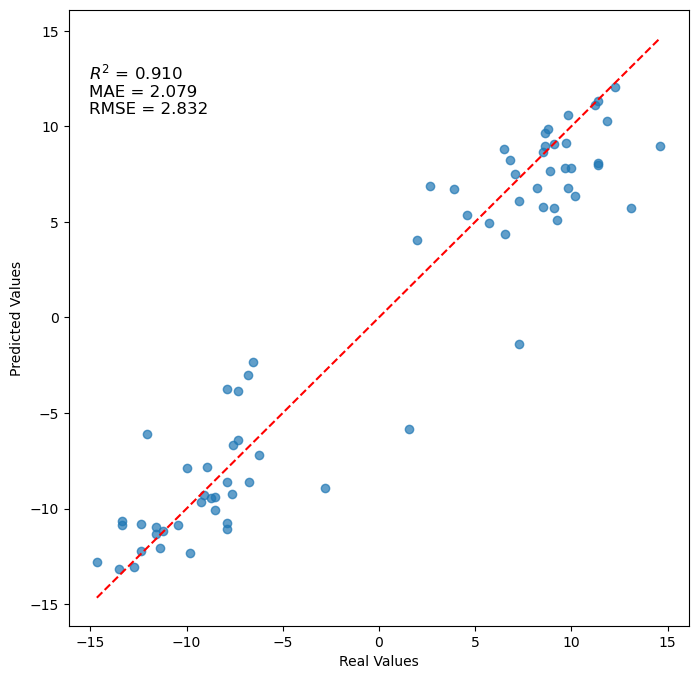 15
10
5
0
−5
−10
−15
R² = 0.910
MAE = 2.079
RMSE = 2.832
Predicted Values
−15 −10 −5 0 5 10 15
Real Values